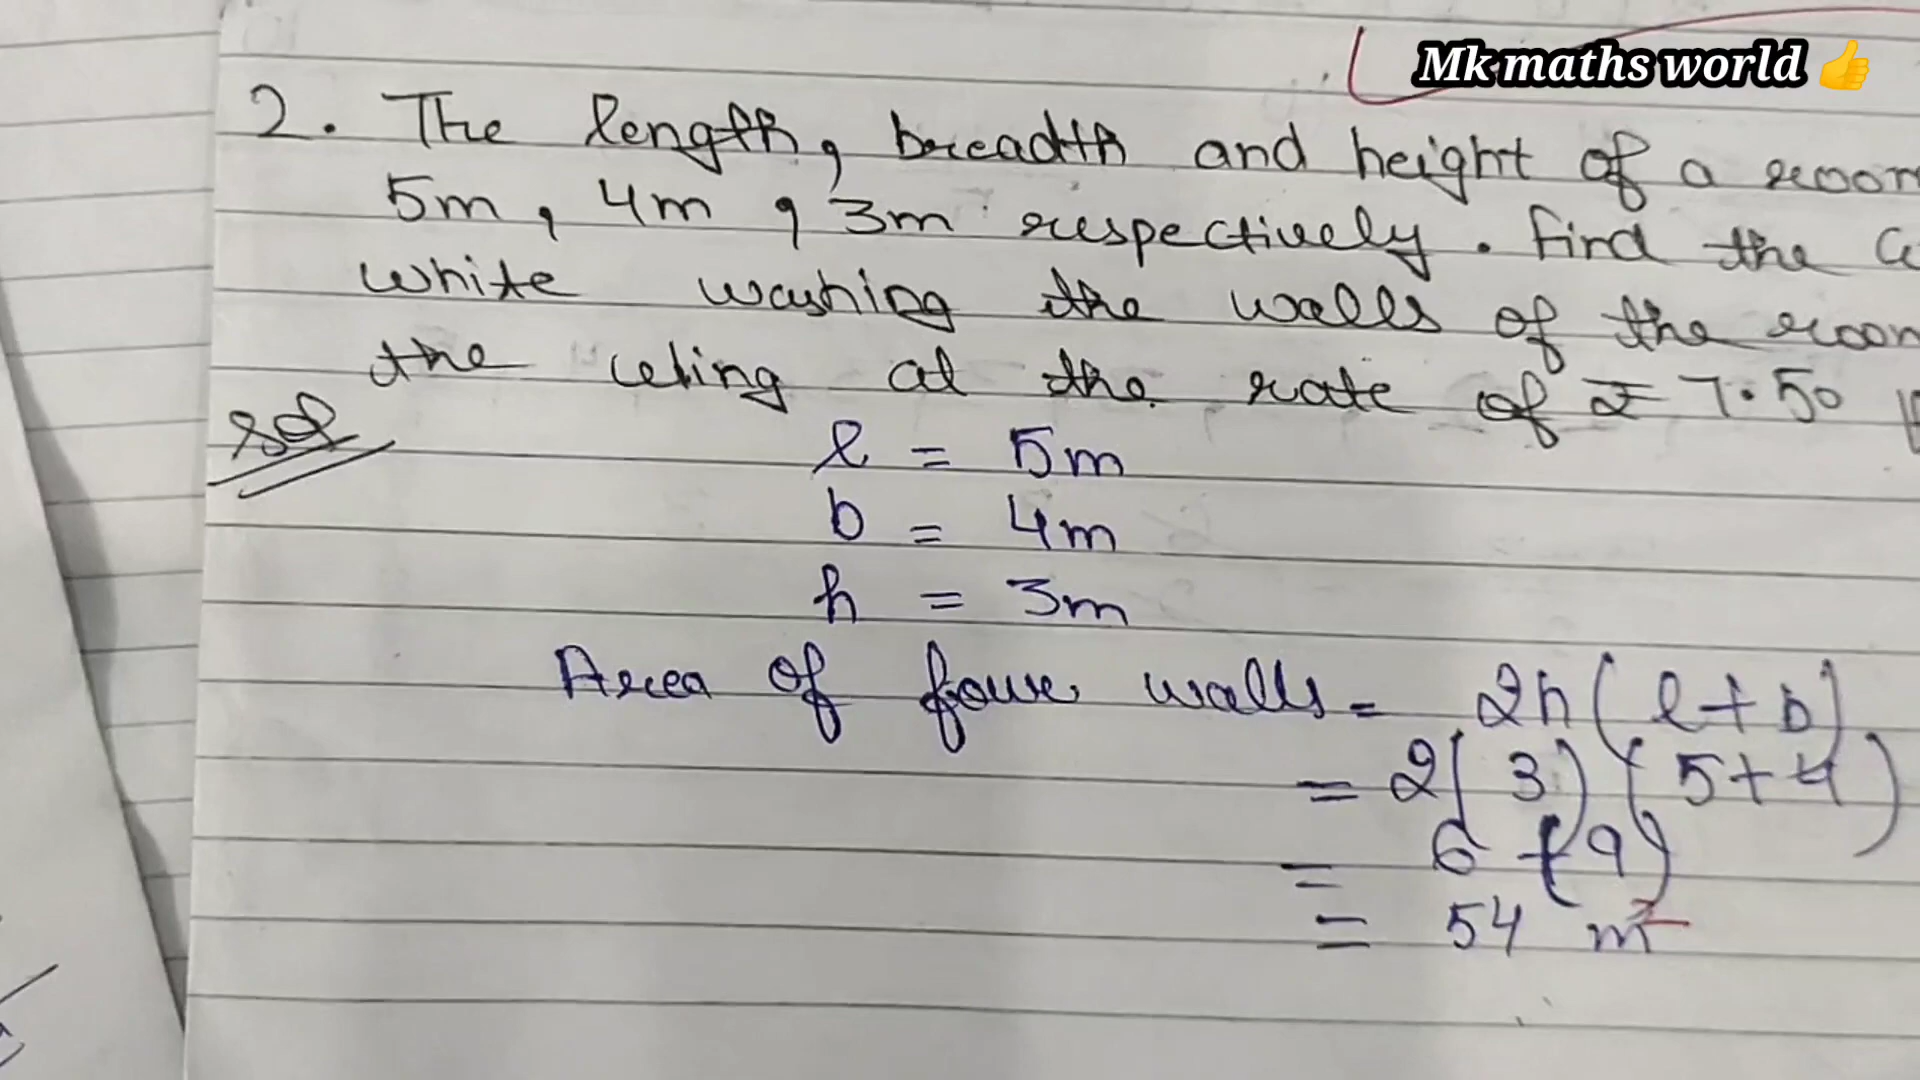 Mk maths world 👍
2. The length, breadth and height of a room
5m, 4m, 3m respectively. Find the
white washing the walls of the room
the celing at the rate of ₹ 7.50
sol
l = 5m
b = 4m
h = 3m
Area of four walls = 2h(l+b)
= 2(3)(5+4)
= 6(9)
= 54 m²